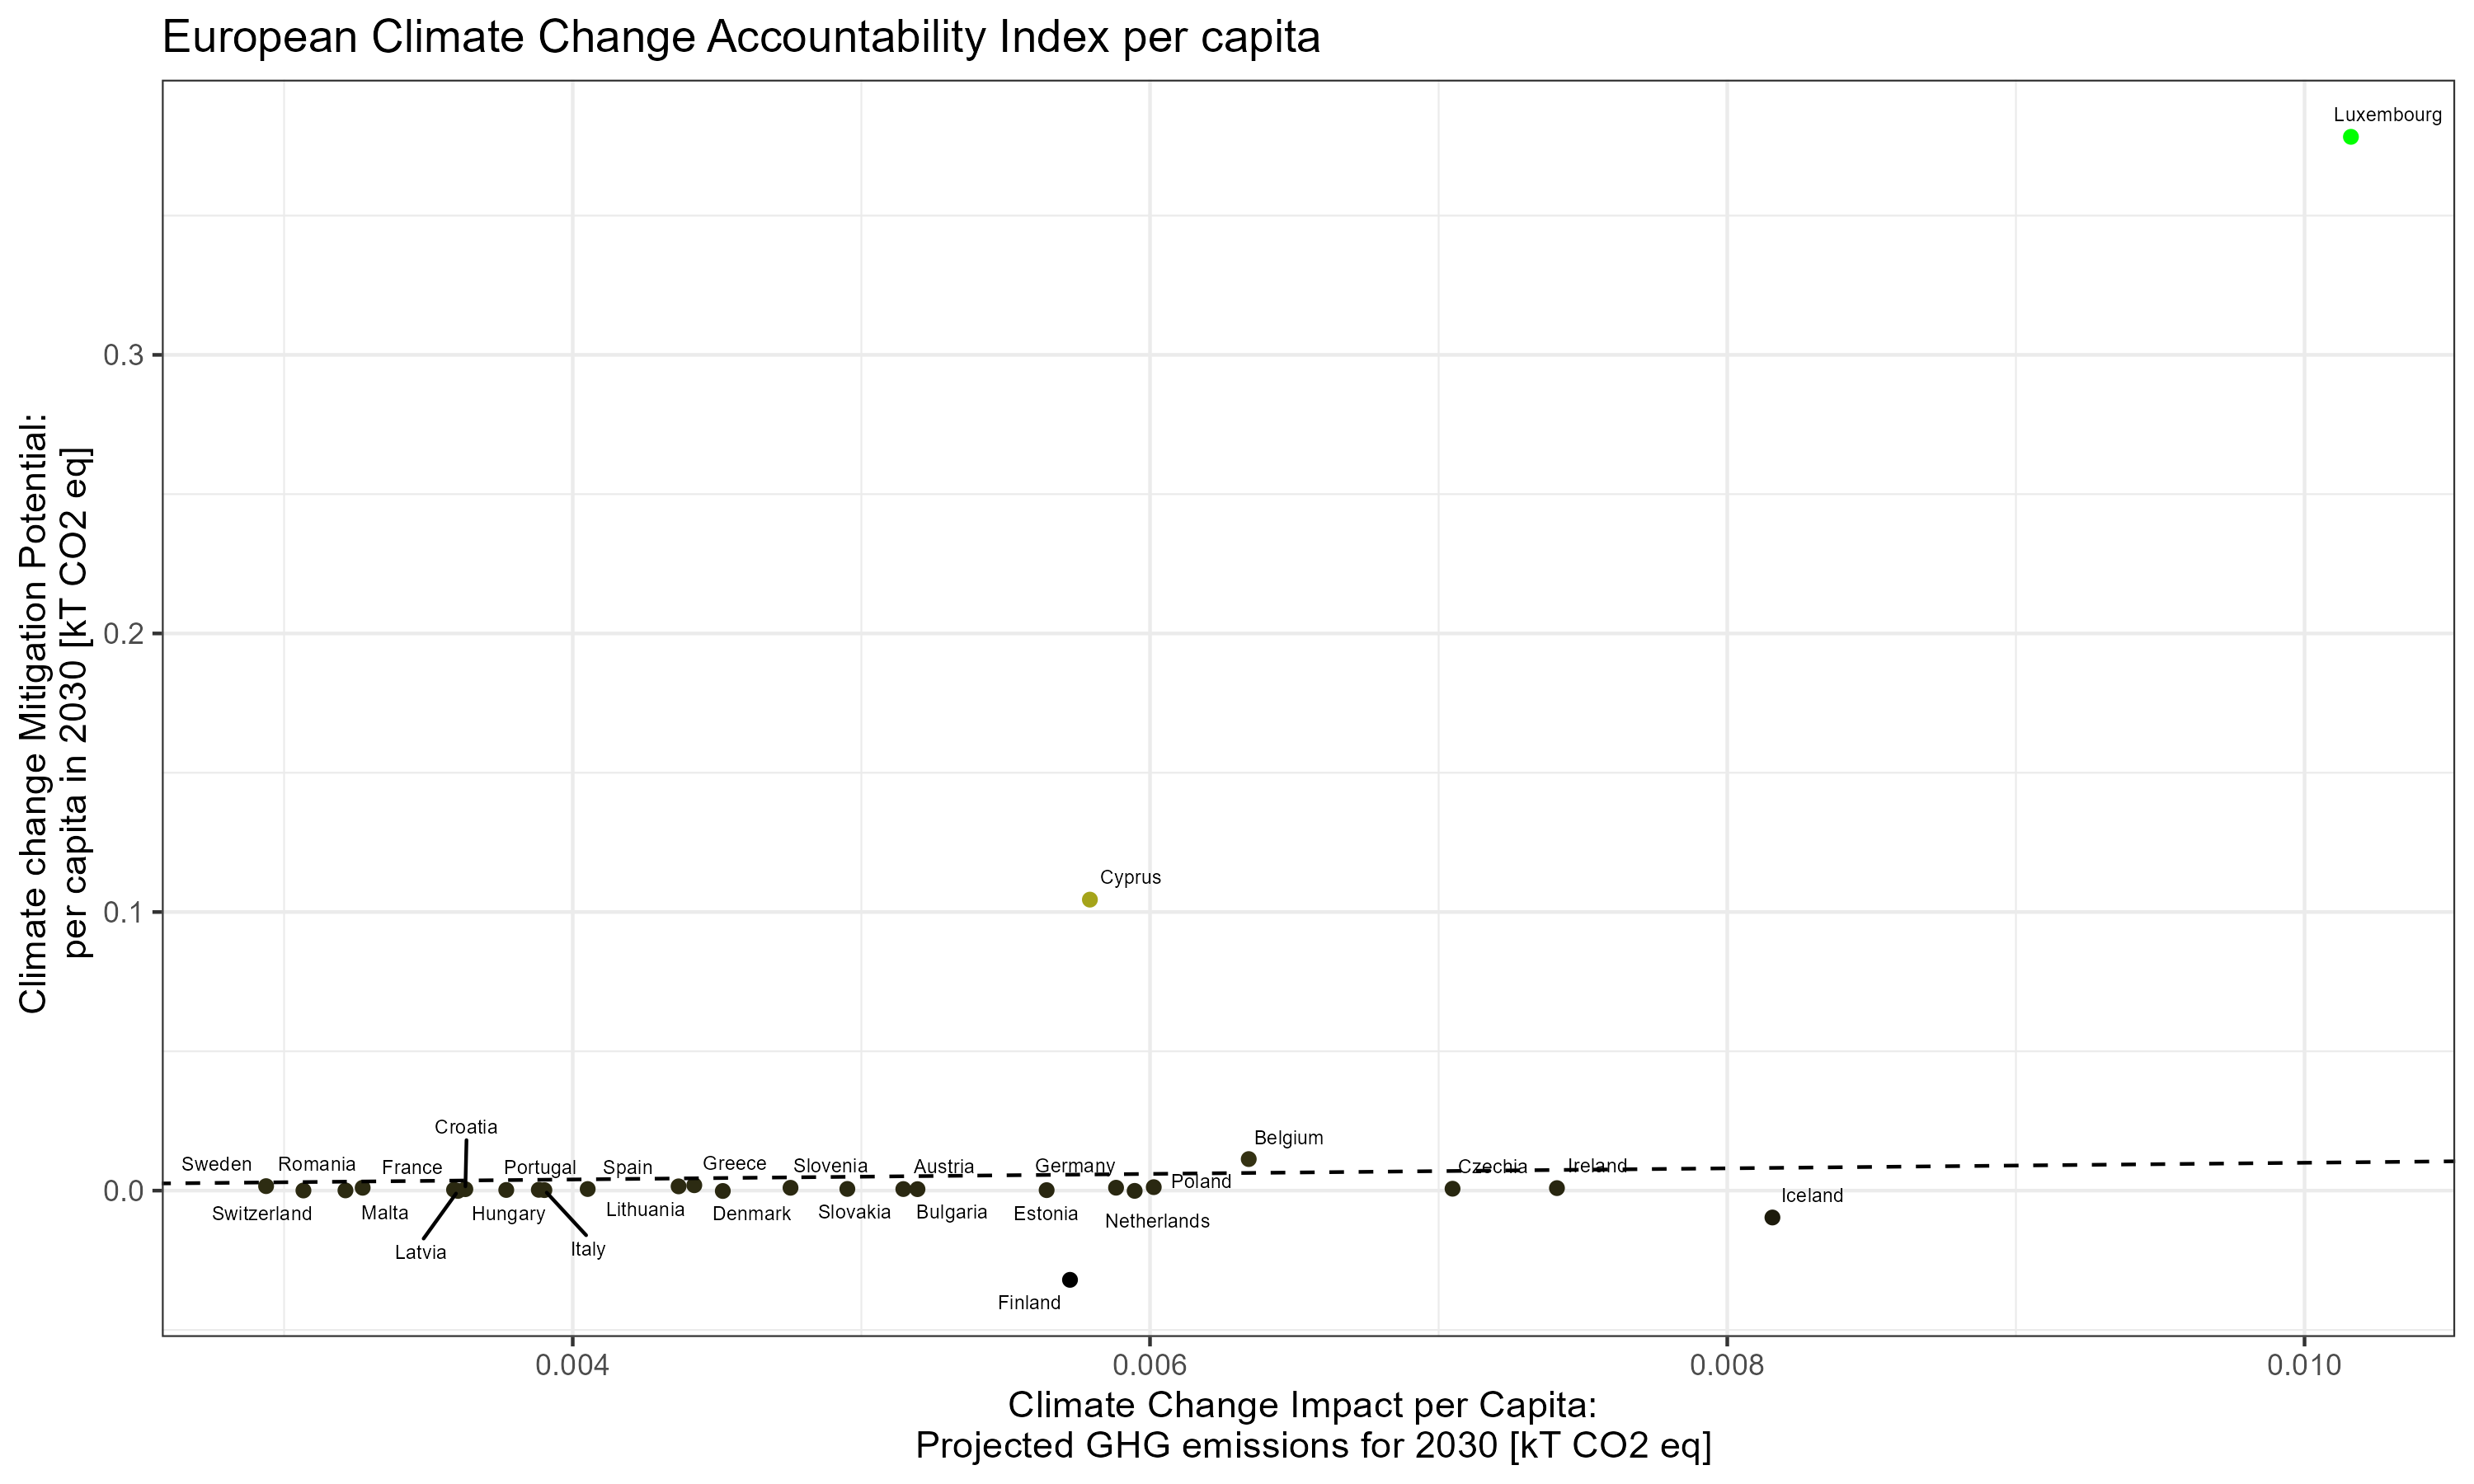 European Climate Change Accountability Index per capita
Luxembourg
0.3
Climate change Mitigation Potential:
per capita in 2030 [kT CO2 eq]
0.2
Cyprus
0.1
Croatia
Belgium
Sweden
Romania
France
Portugal
Spain
Greece
Slovenia
Austria
Germany
Czechia
Ireland
Poland
0.0
Iceland
Switzerland
Malta
Hungary
Lithuania
Denmark
Slovakia
Bulgaria
Estonia
Netherlands
Latvia
Italy
Finland
0.004
0.006
0.008
0.010
Climate Change Impact per Capita:
Projected GHG emissions for 2030 [kT CO2 eq]